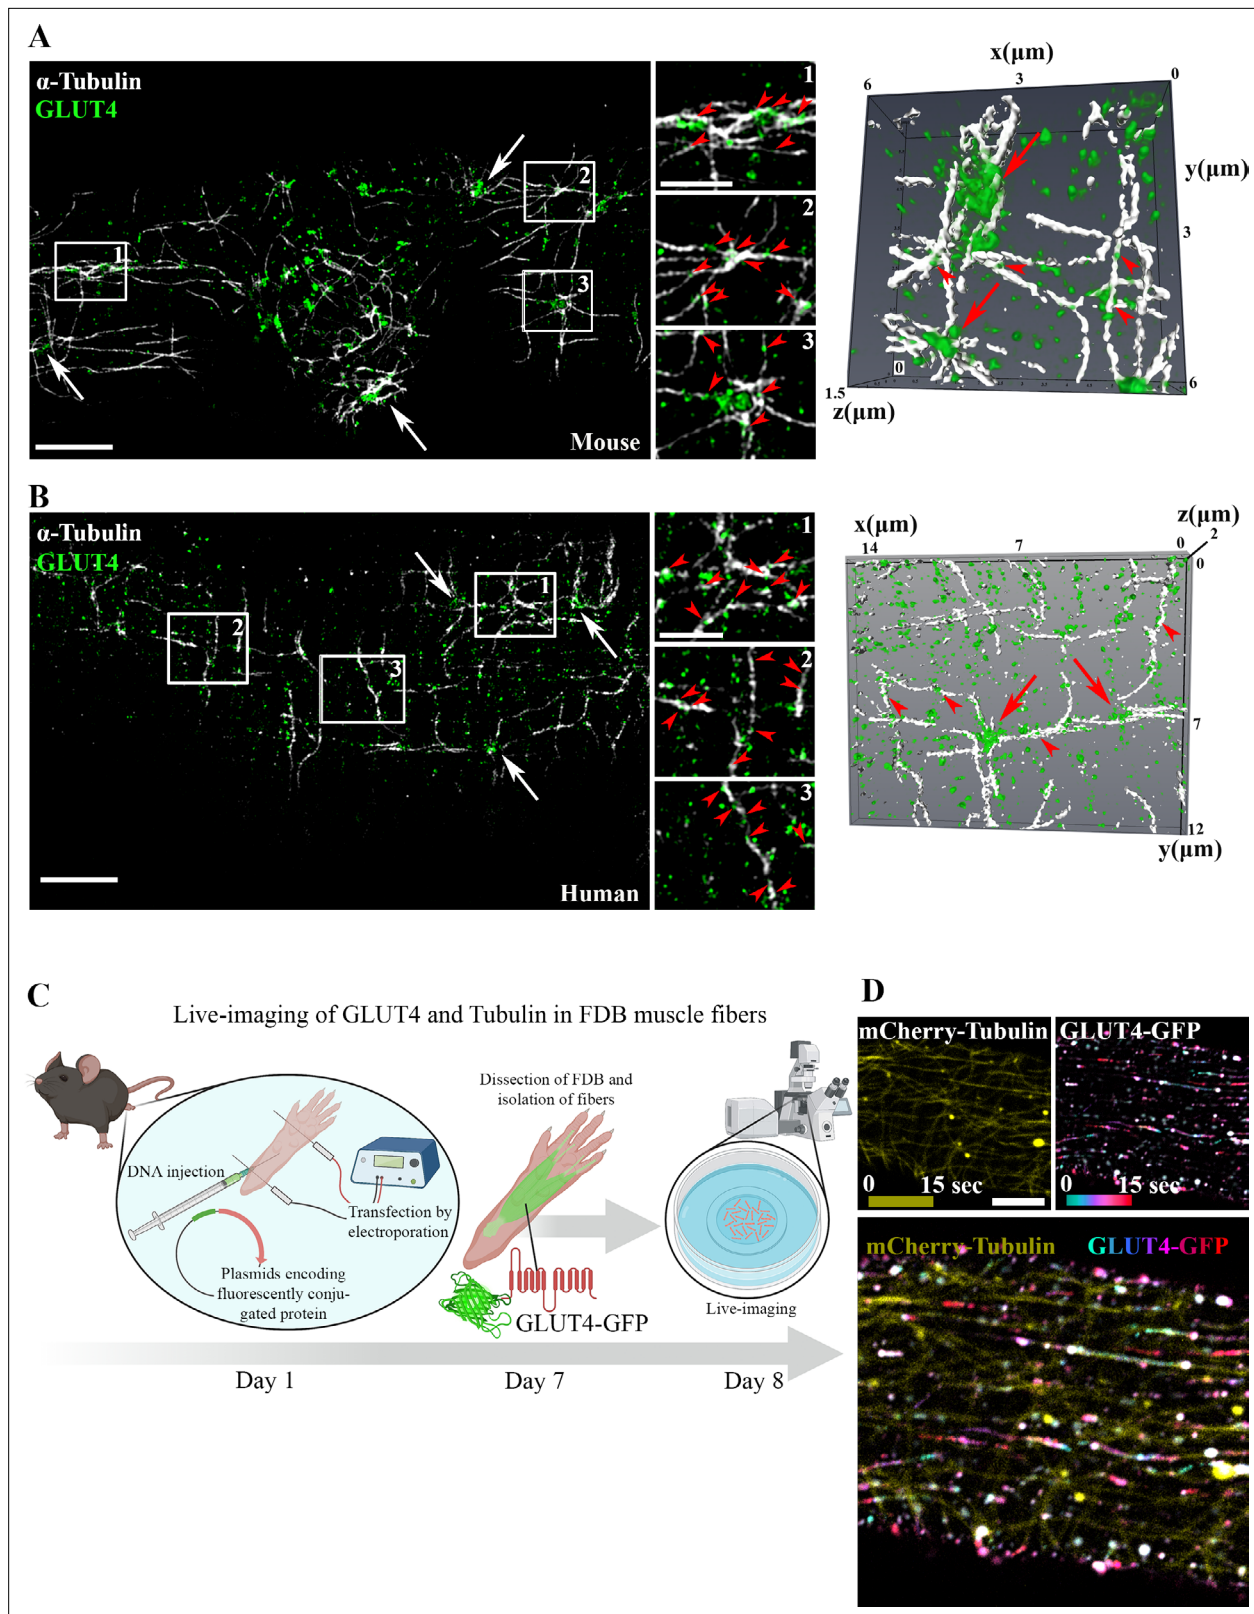 A
α-Tubulin
GLUT4
1
2
3
Mouse
1
2
3
x(μm)
6
3
0
y(μm)
3
0
1.5
z(μm)
6
B
α-Tubulin
GLUT4
1
2
3
Human
1
2
3
x(μm)
14
7
0
z(μm)
2
0
7
12
y(μm)
C
Live-imaging of GLUT4 and Tubulin in FDB muscle fibers
DNA injection
Transfection by
electroporation
Plasmids encoding
fluorescently conju-
gated protein
Dissection of FDB and
isolation of fibers
GLUT4-GFP
Live-imaging
Day 1
Day 7
Day 8
D
mCherry-Tubulin
GLUT4-GFP
0 15 sec
0 15 sec
mCherry-Tubulin
GLUT4-GFP